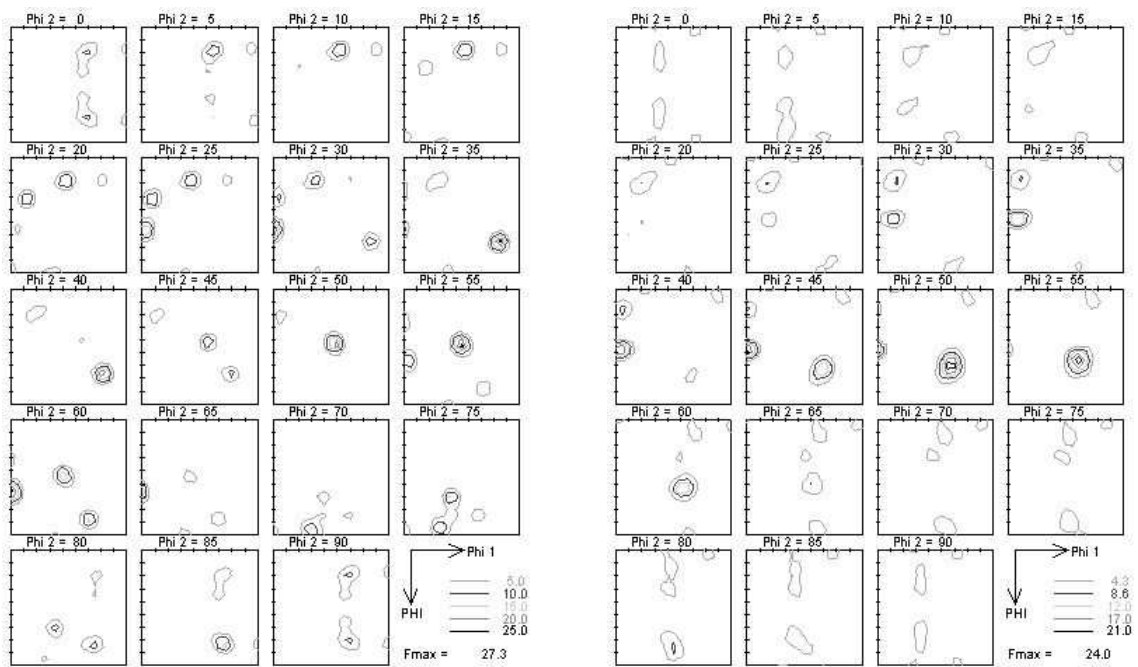 Phi 2 = 0 Phi 2 = 5 Phi 2 = 10 Phi 2 = 15
Phi 2 = 20 Phi 2 = 25 Phi 2 = 30 Phi 2 = 35
Phi 2 = 40 Phi 2 = 45 Phi 2 = 50 Phi 2 = 55
Phi 2 = 60 Phi 2 = 65 Phi 2 = 70 Phi 2 = 75
Phi 2 = 80 Phi 2 = 85 Phi 2 = 90
Phi 1
PHI
5.0
10.0
15.0
20.0
25.0
Fmax = 27.3
Phi 2 = 0 Phi 2 = 5 Phi 2 = 10 Phi 2 = 15
Phi 2 = 20 Phi 2 = 25 Phi 2 = 30 Phi 2 = 35
Phi 2 = 40 Phi 2 = 45 Phi 2 = 50 Phi 2 = 55
Phi 2 = 60 Phi 2 = 65 Phi 2 = 70 Phi 2 = 75
Phi 2 = 80 Phi 2 = 85 Phi 2 = 90
Phi 1
PHI
4.3
8.6
12.0
17.0
21.0
Fmax = 24.0